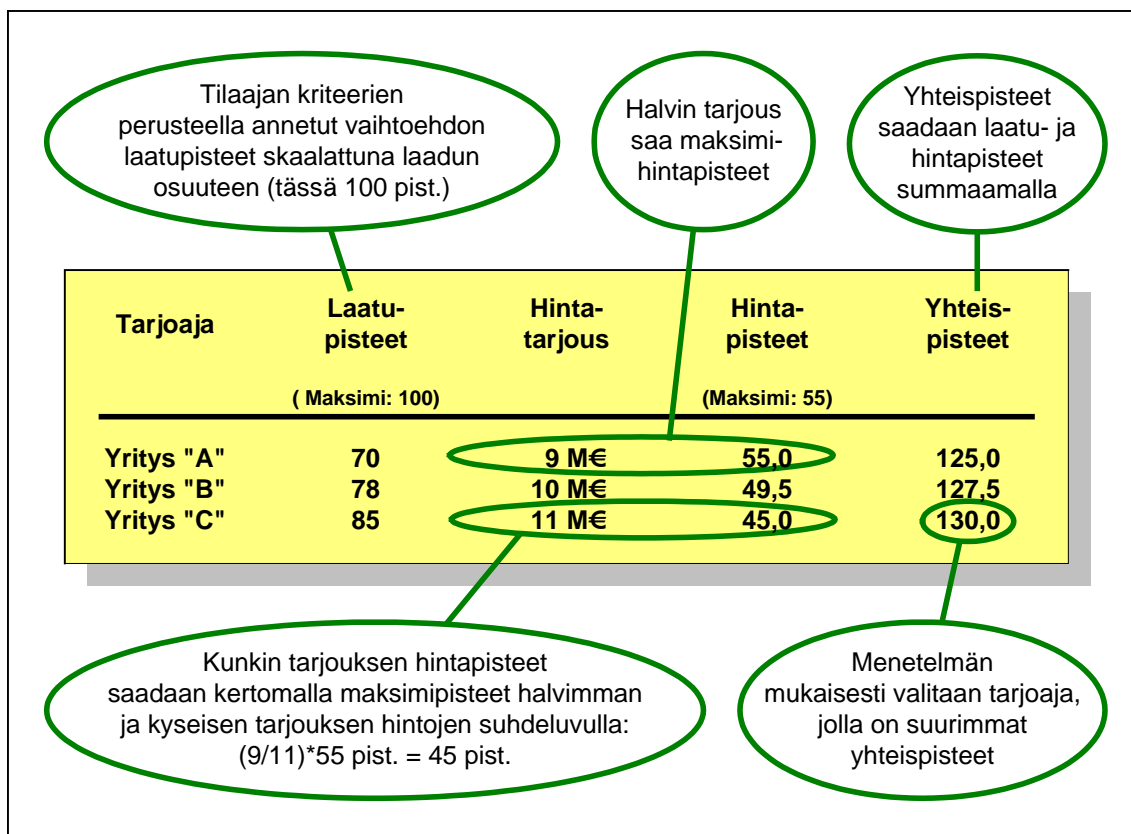 Tilaajan kriteerien
perusteella annetut vaihtoehdon
laatupisteet skaalattuna laadun
osuuteen (tässä 100 pist.)
Halvin tarjous
saa maksimi-
hintapisteet
Yhteispisteet
saadaan laatu- ja
hintapisteet
summaamalla
Tarjoaja
Laatu-
pisteet
Hinta-
tarjous
Hinta-
pisteet
Yhteis-
pisteet
( Maksimi: 100)
(Maksimi: 55)
Yritys "A" 70 9 M€ 55,0 125,0
Yritys "B" 78 10 M€ 49,5 127,5
Yritys "C" 85 11 M€ 45,0 130,0
Kunkin tarjouksen hintapisteet
saadaan kertomalla maksimipisteet halvimman
ja kyseisen tarjouksen hintojen suhdeluvulla:
(9/11)*55 pist. = 45 pist.
Menetelmän
mukaisesti valitaan tarjoaja,
jolla on suurimmat
yhteispisteet